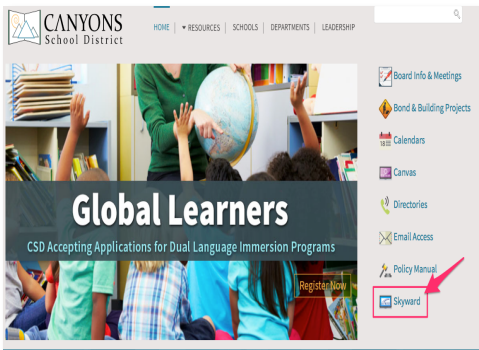 CANYONS
School District
HOME | ▼ RESOURCES | SCHOOLS | DEPARTMENTS | LEADERSHIP
Board Info & Meetings
Bond & Building Projects
Calendars
Canvas
Directories
Email Access
Policy Manual
Skyward
Global Learners
CSD Accepting Applications for Dual Language Immersion Programs
Register Now